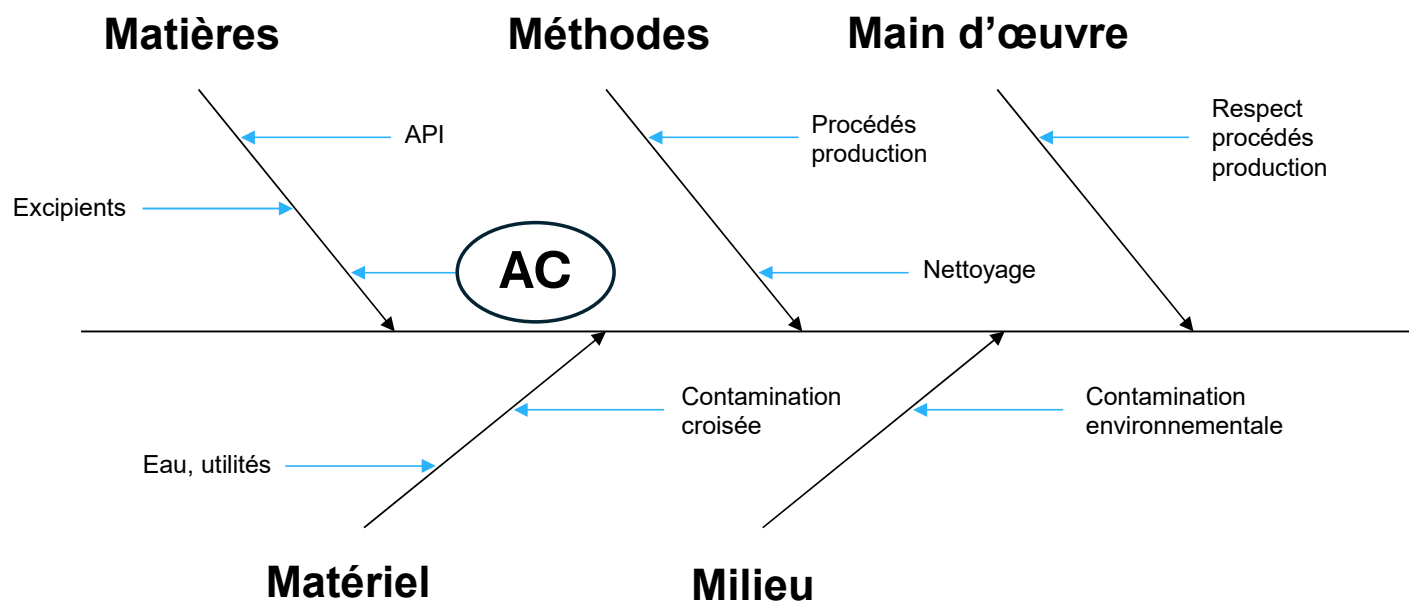 Matières
Méthodes
Main d’œuvre
API
Procédés
production
Respect
procédés
production
Excipients
AC
Nettoyage
Contamination
croisée
Contamination
environnementale
Eau, utilités
Matériel
Milieu